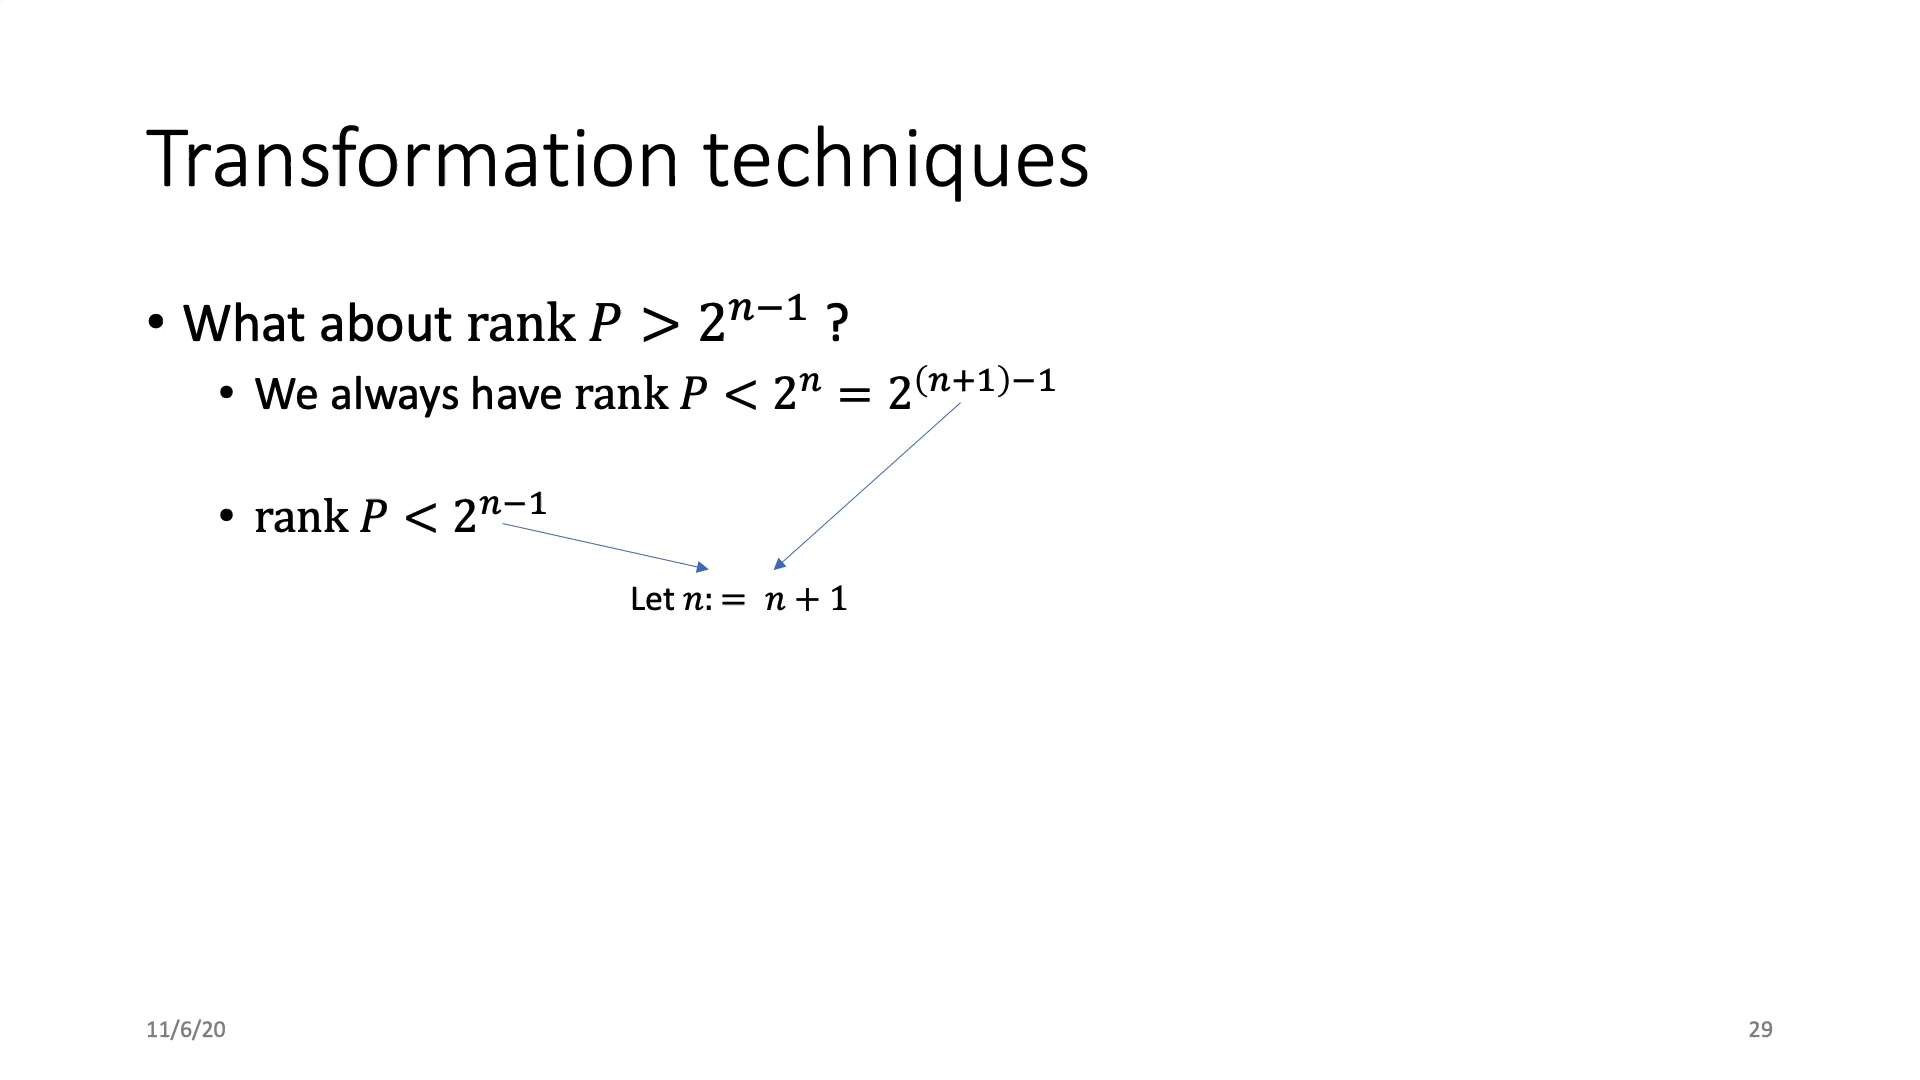 Transformation techniques
• What about rank 𝑃 > 2^{𝑛−1} ?
• We always have rank 𝑃 < 2^𝑛 = 2^{(𝑛+1)−1}
• rank 𝑃 < 2^{𝑛−1}
Let 𝑛: = 𝑛 + 1
11/6/20
29